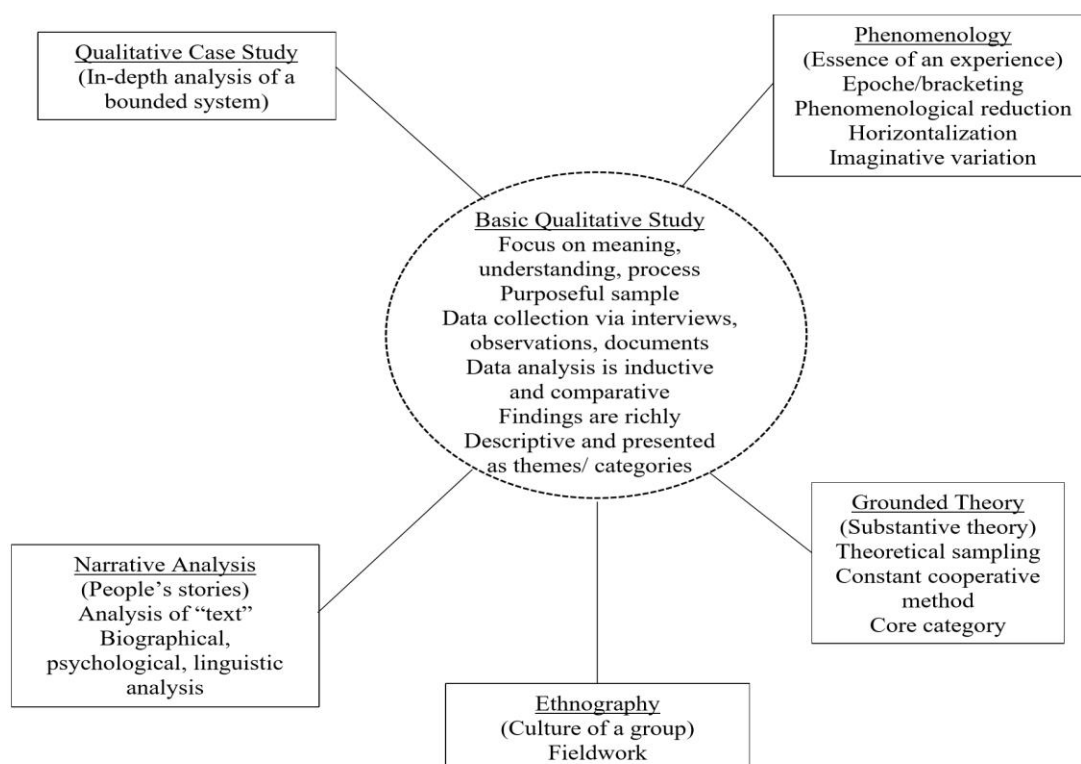 Qualitative Case Study
(In-depth analysis of a
bounded system)
Phenomenology
(Essence of an experience)
Epoche/bracketing
Phenomenological reduction
Horizontalization
Imaginative variation
Basic Qualitative Study
Focus on meaning,
understanding, process
Purposeful sample
Data collection via interviews,
observations, documents
Data analysis is inductive
and comparative
Findings are richly
Descriptive and presented
as themes/ categories
Grounded Theory
(Substantive theory)
Theoretical sampling
Constant cooperative
method
Core category
Narrative Analysis
(People’s stories)
Analysis of “text”
Biographical,
psychological, linguistic
analysis
Ethnography
(Culture of a group)
Fieldwork